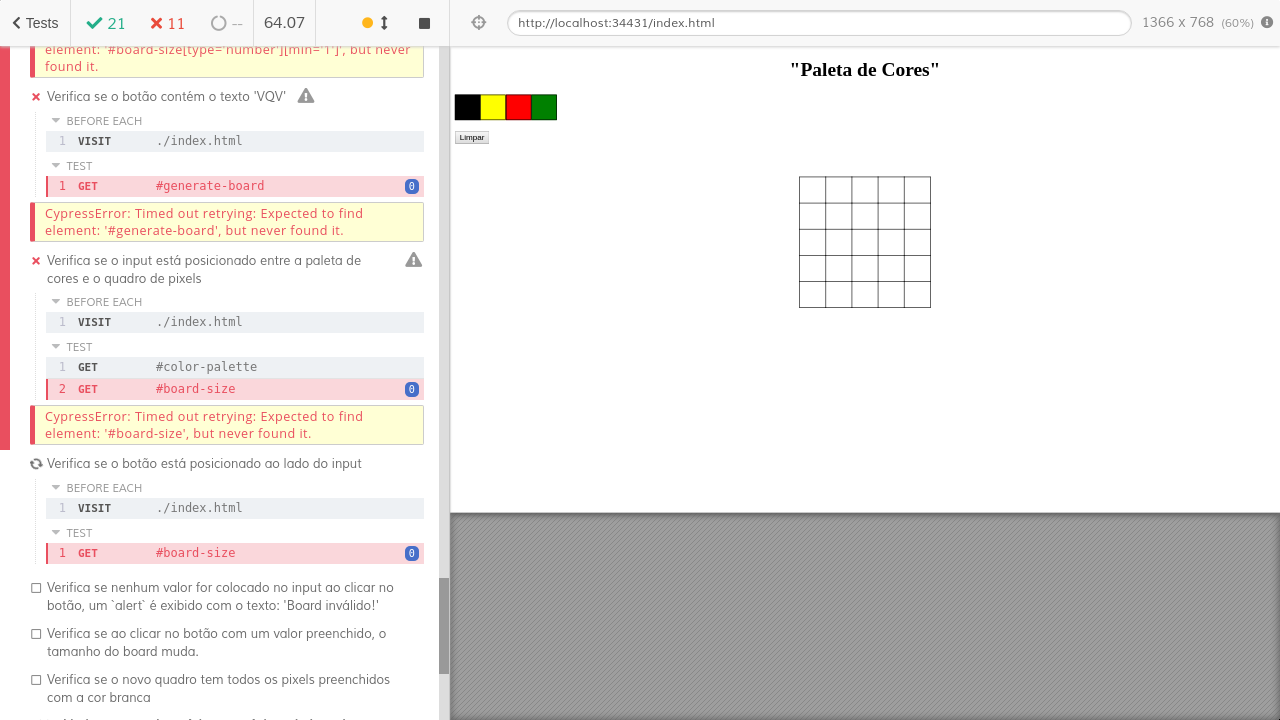 Tests 21 11 -- 64.07
http://localhost:34431/index.html 1366 x 768 (60%)
element: '#board-size[type='number'][min='1']', but never
found it.
Verifica se o botão contém o texto 'VQV'
BEFORE EACH
1 VISIT ./index.html
TEST
1 GET #generate-board 0
CypressError: Timed out retrying: Expected to find
element: '#generate-board', but never found it.
Verifica se o input está posicionado entre a paleta de
cores e o quadro de pixels
BEFORE EACH
1 VISIT ./index.html
TEST
1 GET #color-palette
2 GET #board-size 0
CypressError: Timed out retrying: Expected to find
element: '#board-size', but never found it.
Verifica se o botão está posicionado ao lado do input
BEFORE EACH
1 VISIT ./index.html
TEST
1 GET #board-size 0
Verifica se nenhum valor for colocado no input ao clicar no
botão, um `alert` é exibido com o texto: 'Board inválido!'
Verifica se ao clicar no botão com um valor preenchido, o
tamanho do board muda.
Verifica se o novo quadro tem todos os pixels preenchidos
com a cor branca
"Paleta de Cores"
Limpar